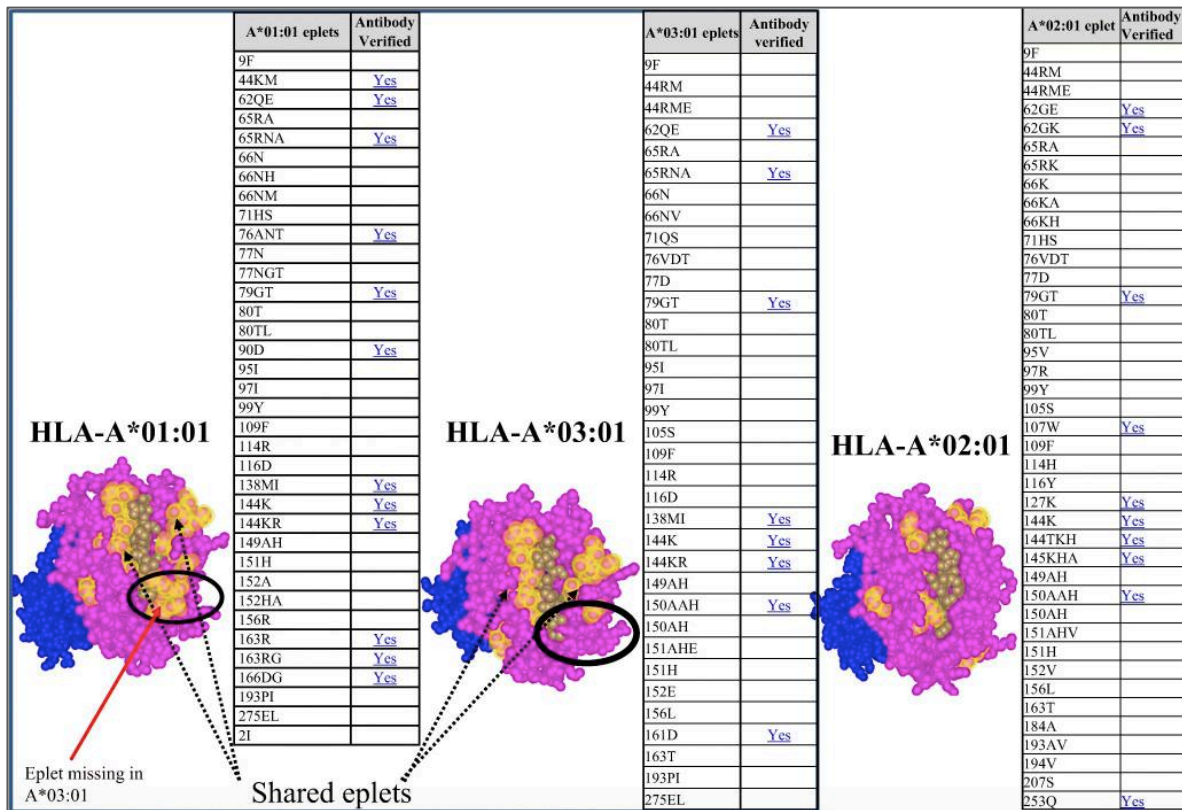 A*01:01 eplets Antibody Verified
9F
44KM Yes
62QE Yes
65RA
65RNA Yes
66N
66NH
66NM
71HS
76ANT Yes
77N
77NGT
79GT Yes
80T
80TL
90D Yes
95I
97I
99Y
109F
114R
116D
138MI Yes
144K Yes
144KR Yes
149AH
151H
152A
152HA
156R
163R Yes
163RG Yes
166DG Yes
193PI
275EL
2I
HLA-A*01:01
Eplet missing in
A*03:01
Shared eplets
A*03:01 eplets Antibody verified
9F
44RM
44RME
62QE Yes
65RA
65RNA Yes
66N
66NV
71QS
76VDT
77D
79GT Yes
80T
80TL
95I
97I
99Y
105S
109F
114R
116D
138MI Yes
144K Yes
144KR Yes
149AH
150AAH Yes
150AH
151AHE
151H
152E
156L
161D Yes
163T
193PI
275EL
HLA-A*03:01
A*02:01 eplet Antibody Verified
9F
44RM
44RME
62GE Yes
62GK Yes
65RA
65RK
66K
66KA
66KH
71HS
76VDT
79GT Yes
80T
80TL
95V
97R
99Y
105S
107W Yes
109F
114H
116Y
127K Yes
144K Yes
144TKH Yes
145KHA Yes
149AH
150AAH Yes
150AH
151AHV
151H
152V
156L
163T
184A
193AV
194V
207S
253Q Yes
HLA-A*02:01